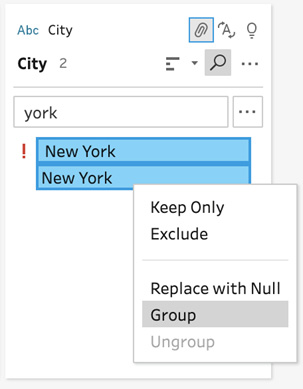 Abc City
City 2
york
! New York
New York
Keep Only
Exclude
Replace with Null
Group
Ungroup